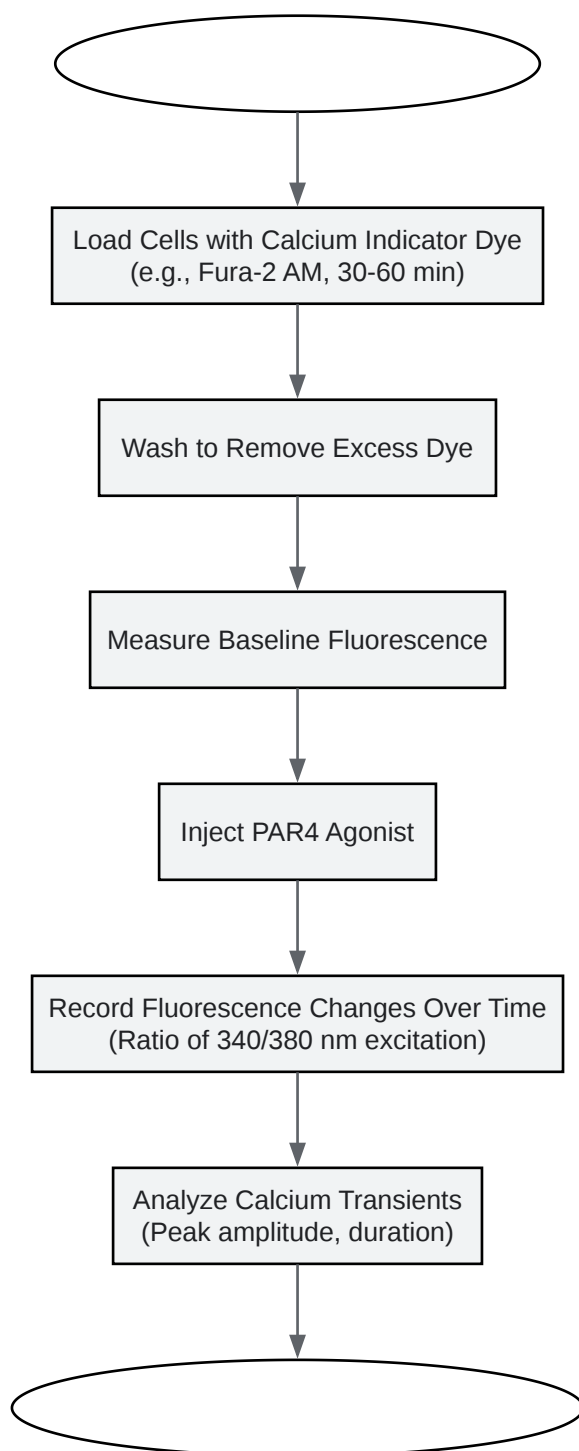 Load Cells with Calcium Indicator Dye
(e.g., Fura-2 AM, 30-60 min)
Wash to Remove Excess Dye
Measure Baseline Fluorescence
Inject PAR4 Agonist
Record Fluorescence Changes Over Time
(Ratio of 340/380 nm excitation)
Analyze Calcium Transients
(Peak amplitude, duration)